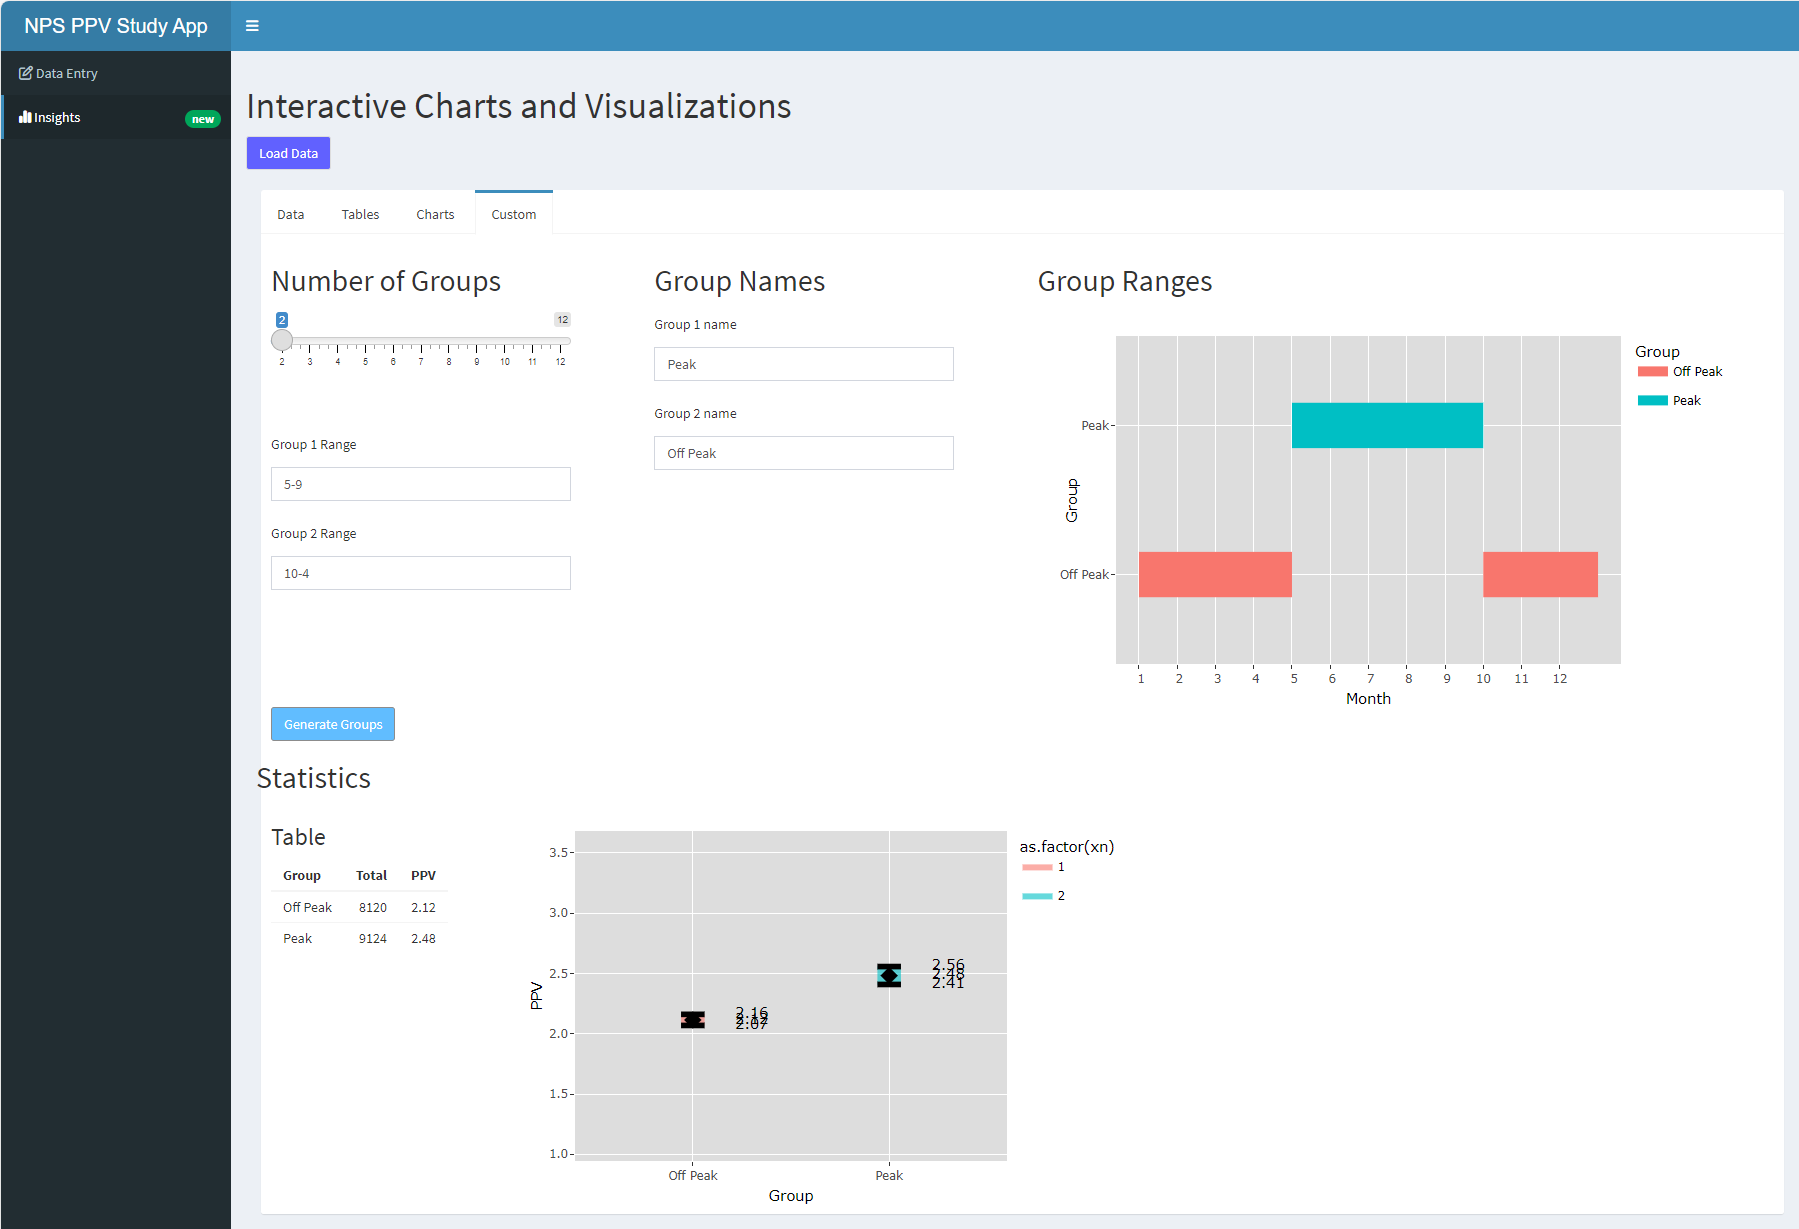 NPS PPV Study App
Data Entry
Insights
new
Interactive Charts and Visualizations
Load Data
Data Tables Charts Custom
Number of Groups
2
12
2 3 4 5 6 7 8 9 10 11 12
Group 1 Range
5-9
Group 2 Range
10-4
Generate Groups
Group Names
Group 1 name
Peak
Group 2 name
Off Peak
Group Ranges
Peak
Off Peak
Group
1 2 3 4 5 6 7 8 9 10 11 12
Month
Group
Off Peak
Peak
Statistics
Table
Group Total PPV
Off Peak 8120 2.12
Peak 9124 2.48
3.5
3.0
2.5
2.0
1.5
1.0
PPV
2.16
2.12
2.07
2.56
2.48
2.41
Off Peak Peak
Group
as.factor(xn)
1
2